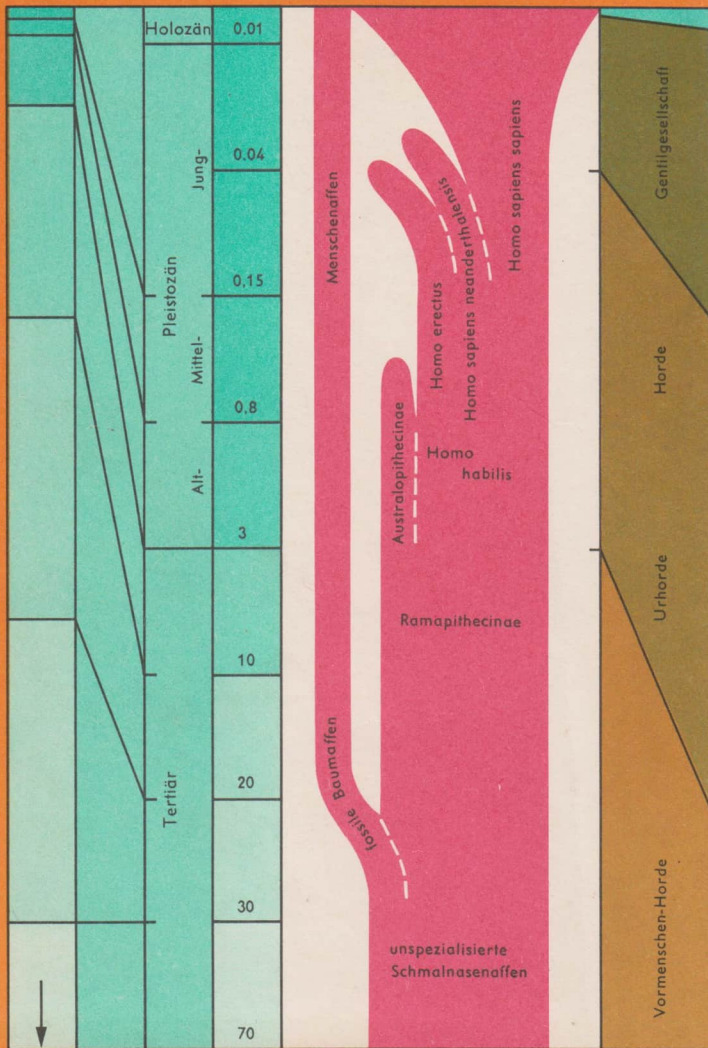 Holozän
Pleistozän
Jung-
Mittel-
Alt-
Tertiär
0,01
0.04
0,15
0,8
3
10
20
30
70
Menschenaffen
fossile Baumaffen
Australopithecinae
Homo erectus
Homo sapiens neanderthalensis
Homo sapiens sapiens
Homo
habilis
Ramapithecinae
unspezialisierte
Schmalnasenaffen
Gentilgesellschaft
Horde
Urhorde
Vormenschen-Horde